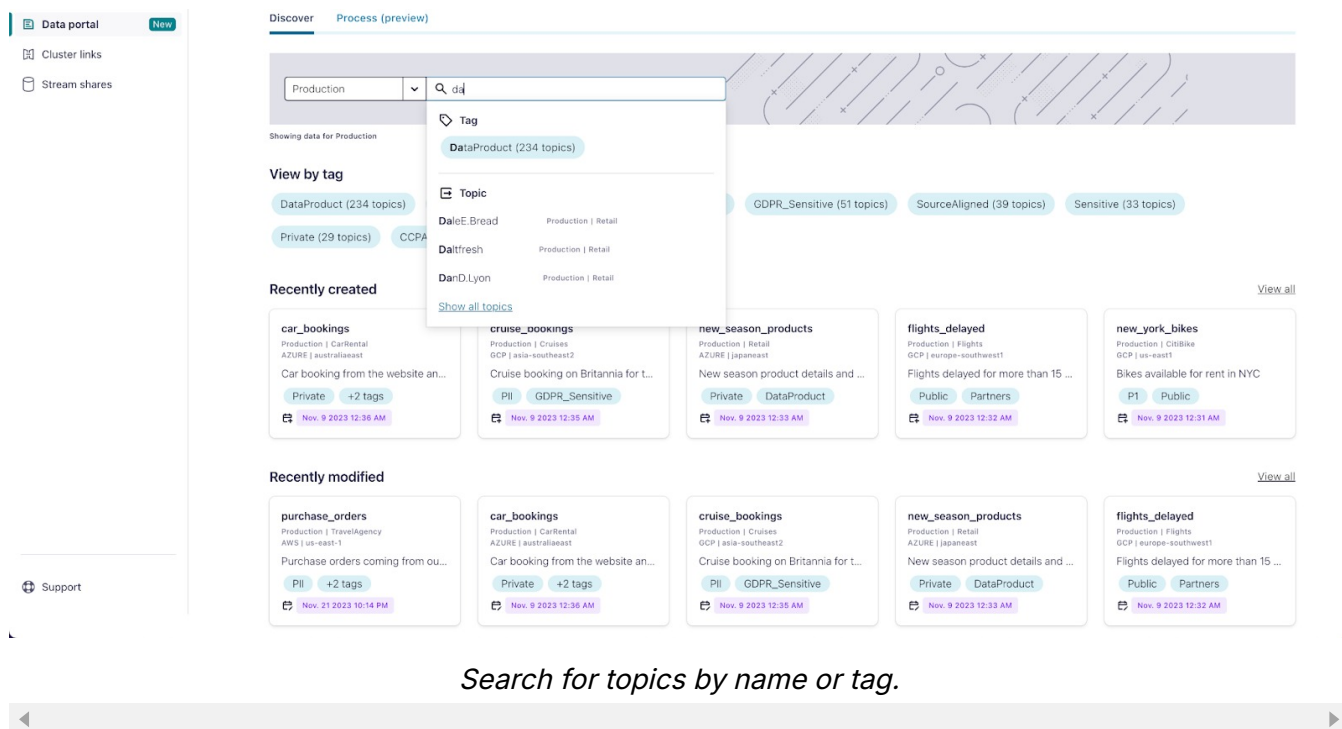 Data portal New
Cluster links
Stream shares
Support
Discover Process (preview)
Production da
Showing data for Production
Tag
DataProduct (234 topics)
Topic
DaleE.Bread Production | Retail
Daltfresh Production | Retail
DanD.Lyon Production | Retail
Show all topics
View by tag
DataProduct (234 topics) GDPR_Sensitive (51 topics) SourceAligned (39 topics) Sensitive (33 topics)
Private (29 topics) CCPA
Recently created View all
car_bookings cruise_bookings new_season_products flights_delayed new_york_bikes
Production | CarRental Production | Cruises Production | Retail Production | Flights Production | CitiBike
AZURE | australiaeast GCP | asia-southeast2 AZURE | japaneast GCP | europe-southwest1 GCP | us-east1
Car booking from the website an... Cruise booking on Britannia for t... New season product details and ... Flights delayed for more than 15 ... Bikes available for rent in NYC
Private +2 tags PII GDPR_Sensitive Private DataProduct Public Partners P1 Public
Nov. 9 2023 12:36 AM Nov. 9 2023 12:35 AM Nov. 9 2023 12:33 AM Nov. 9 2023 12:32 AM Nov. 9 2023 12:31 AM
Recently modified View all
purchase_orders car_bookings cruise_bookings new_season_products flights_delayed
Production | TravelAgency Production | CarRental Production | Cruises Production | Retail Production | Flights
AWS | us-east-1 AZURE | australiaeast GCP | asia-southeast2 AZURE | japaneast GCP | europe-southwest1
Purchase orders coming from ou... Car booking from the website an... Cruise booking on Britannia for t... New season product details and ... Flights delayed for more than 15 ...
PII +2 tags Private +2 tags PII GDPR_Sensitive Private DataProduct Public Partners
Nov. 21 2023 10:14 PM Nov. 9 2023 12:36 AM Nov. 9 2023 12:35 AM Nov. 9 2023 12:33 AM Nov. 9 2023 12:32 AM
Search for topics by name or tag.